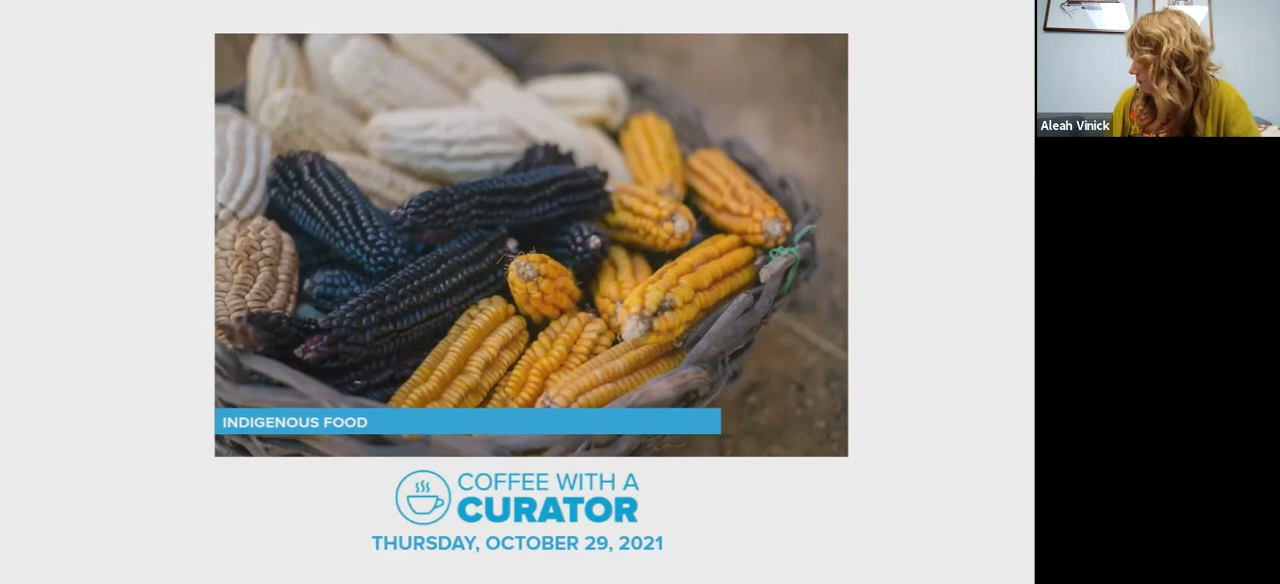 INDIGENOUS FOOD
COFFEE WITH A
CURATOR
THURSDAY, OCTOBER 29, 2021
Aleah Vinick